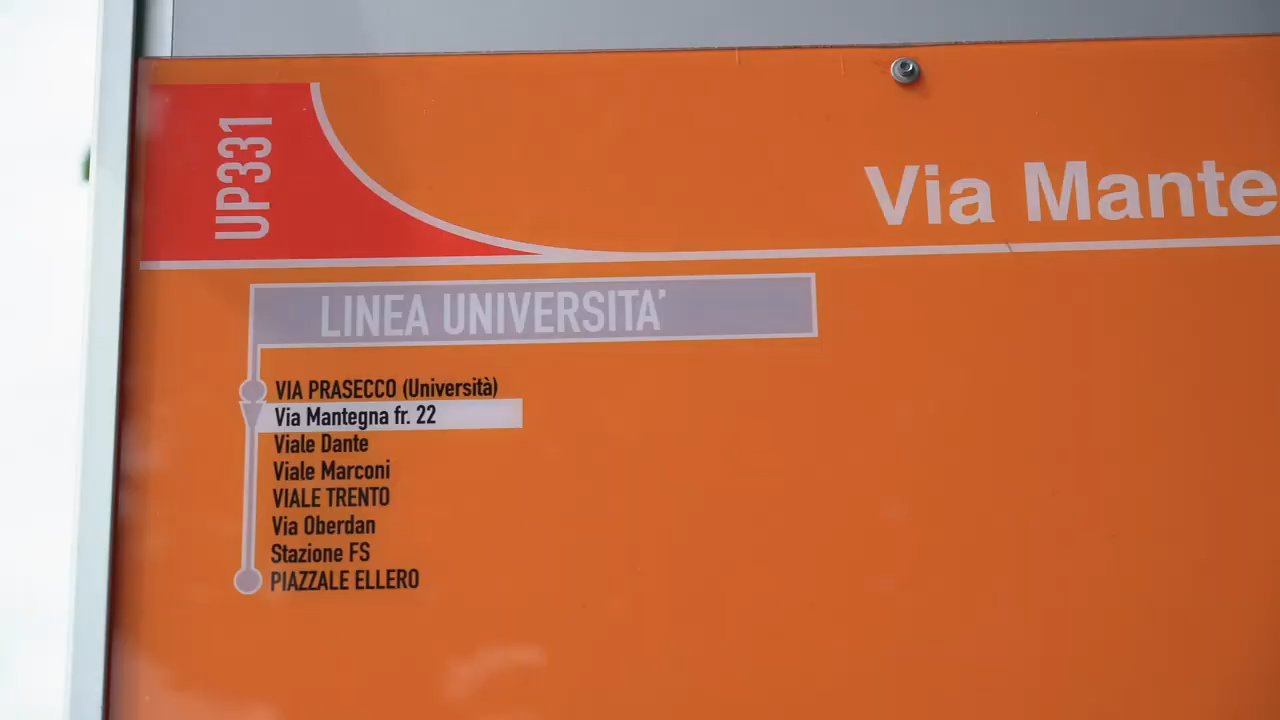 UP331
Via Mante
LINEA UNIVERSITA'
VIA PRASECCO (Università)
Via Mantegna fr. 22
Viale Dante
Viale Marconi
VIALE TRENTO
Via Oberdan
Stazione FS
PIAZZALE ELLERO